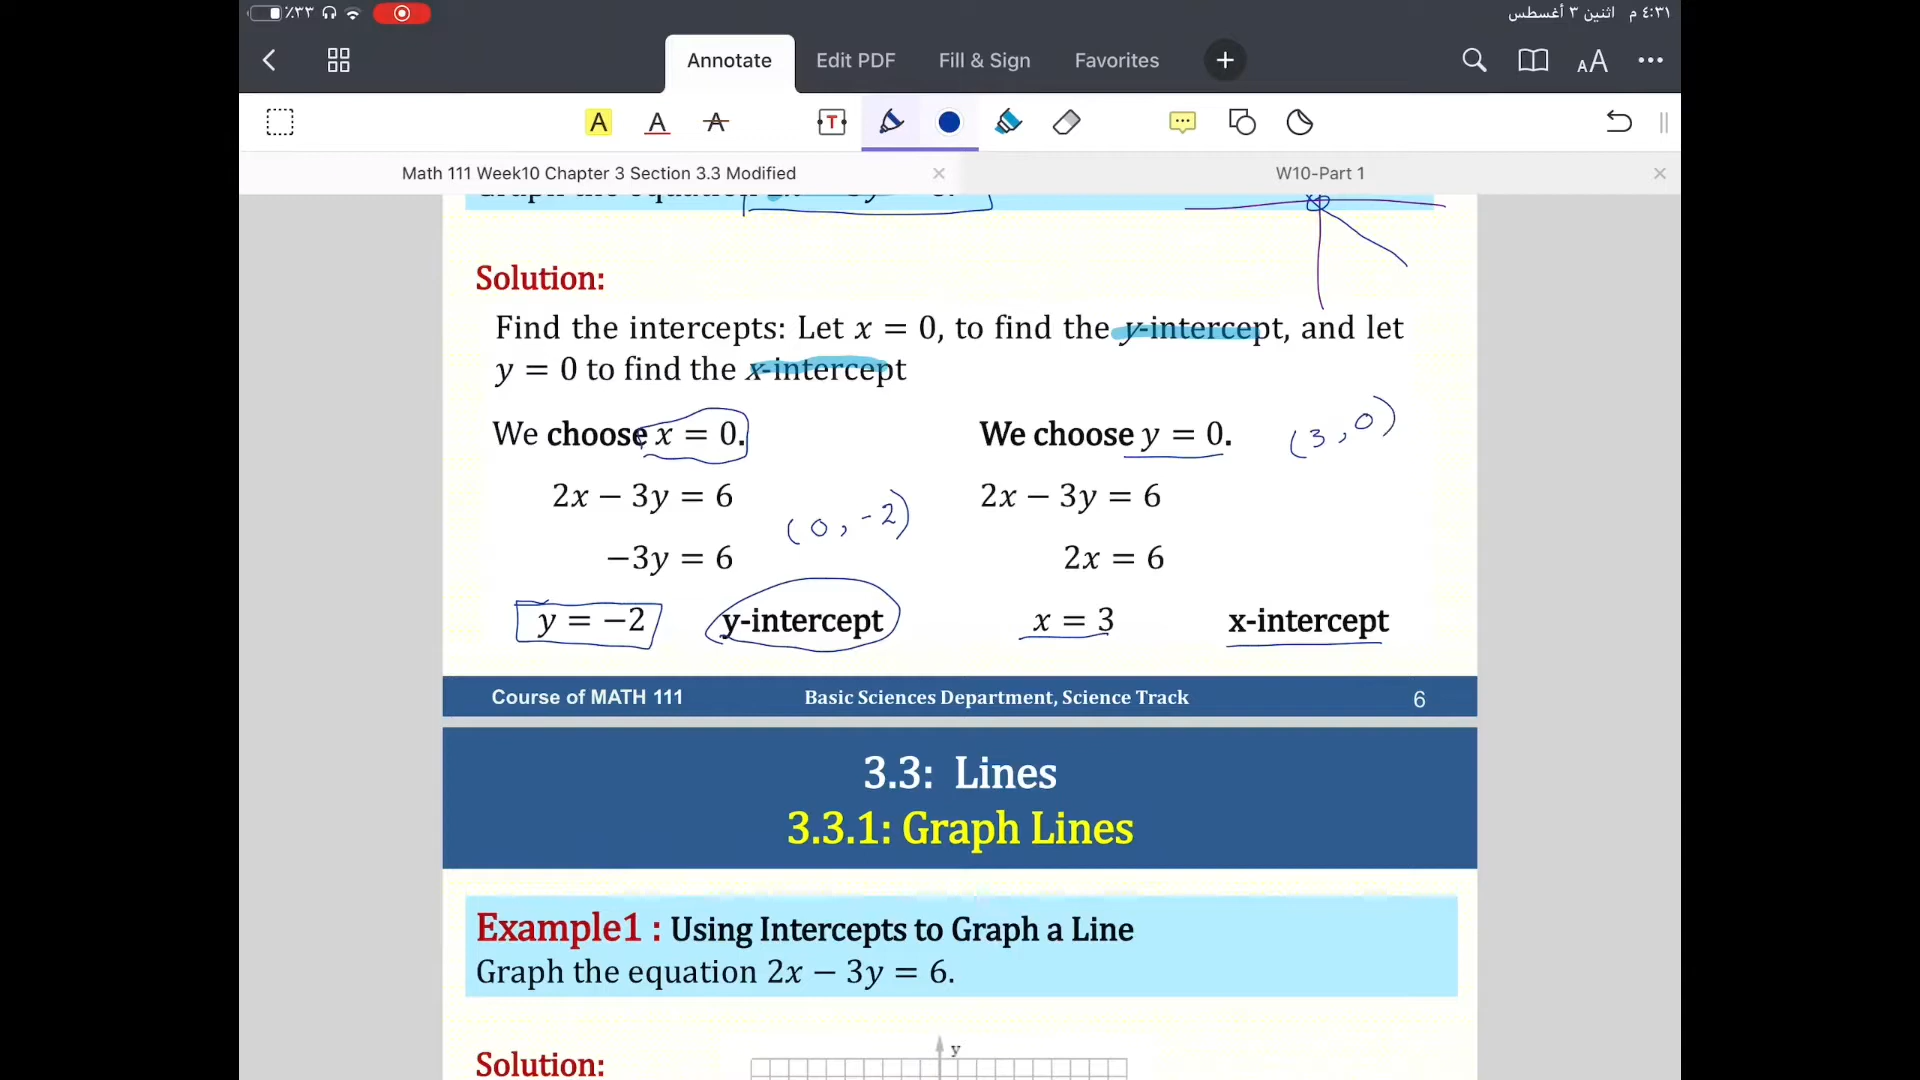 ٪٣٣
٤:٣١ م اثنين ٣ أغسطس
Annotate Edit PDF Fill & Sign Favorites
Math 111 Week10 Chapter 3 Section 3.3 Modified
W10-Part 1
Solution:
Find the intercepts: Let x = 0, to find the y-intercept, and let
y = 0 to find the x-intercept
We choose x = 0.
We choose y = 0.
(3, 0)
2x − 3y = 6
(0, -2)
2x − 3y = 6
−3y = 6
2x = 6
y = −2 y-intercept
x = 3 x-intercept
Course of MATH 111 Basic Sciences Department, Science Track 6
3.3: Lines
3.3.1: Graph Lines
Example1 : Using Intercepts to Graph a Line
Graph the equation 2x − 3y = 6.
y
Solution: